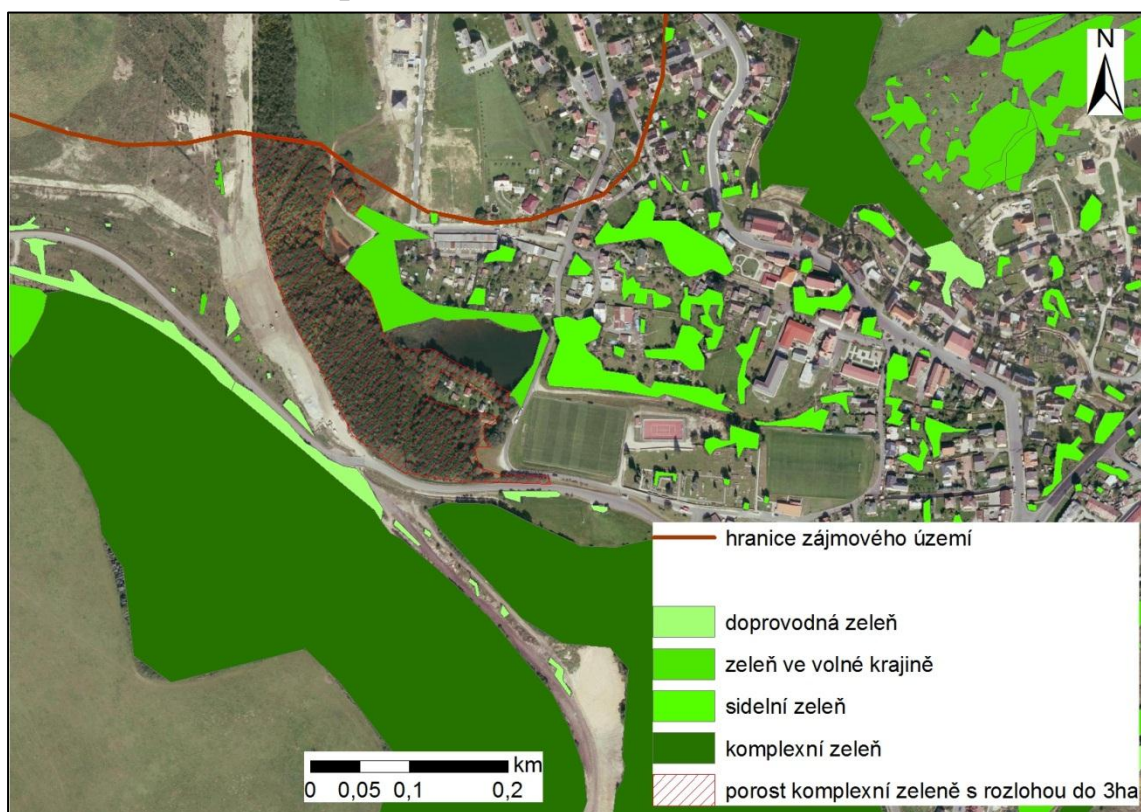 N
hranice zájmového území
doprovodná zeleň
zeleň ve volné krajině
sidelní zeleň
komplexní zeleň
porost komplexní zeleně s rozlohou do 3ha
km
0 0,05 0,1 0,2